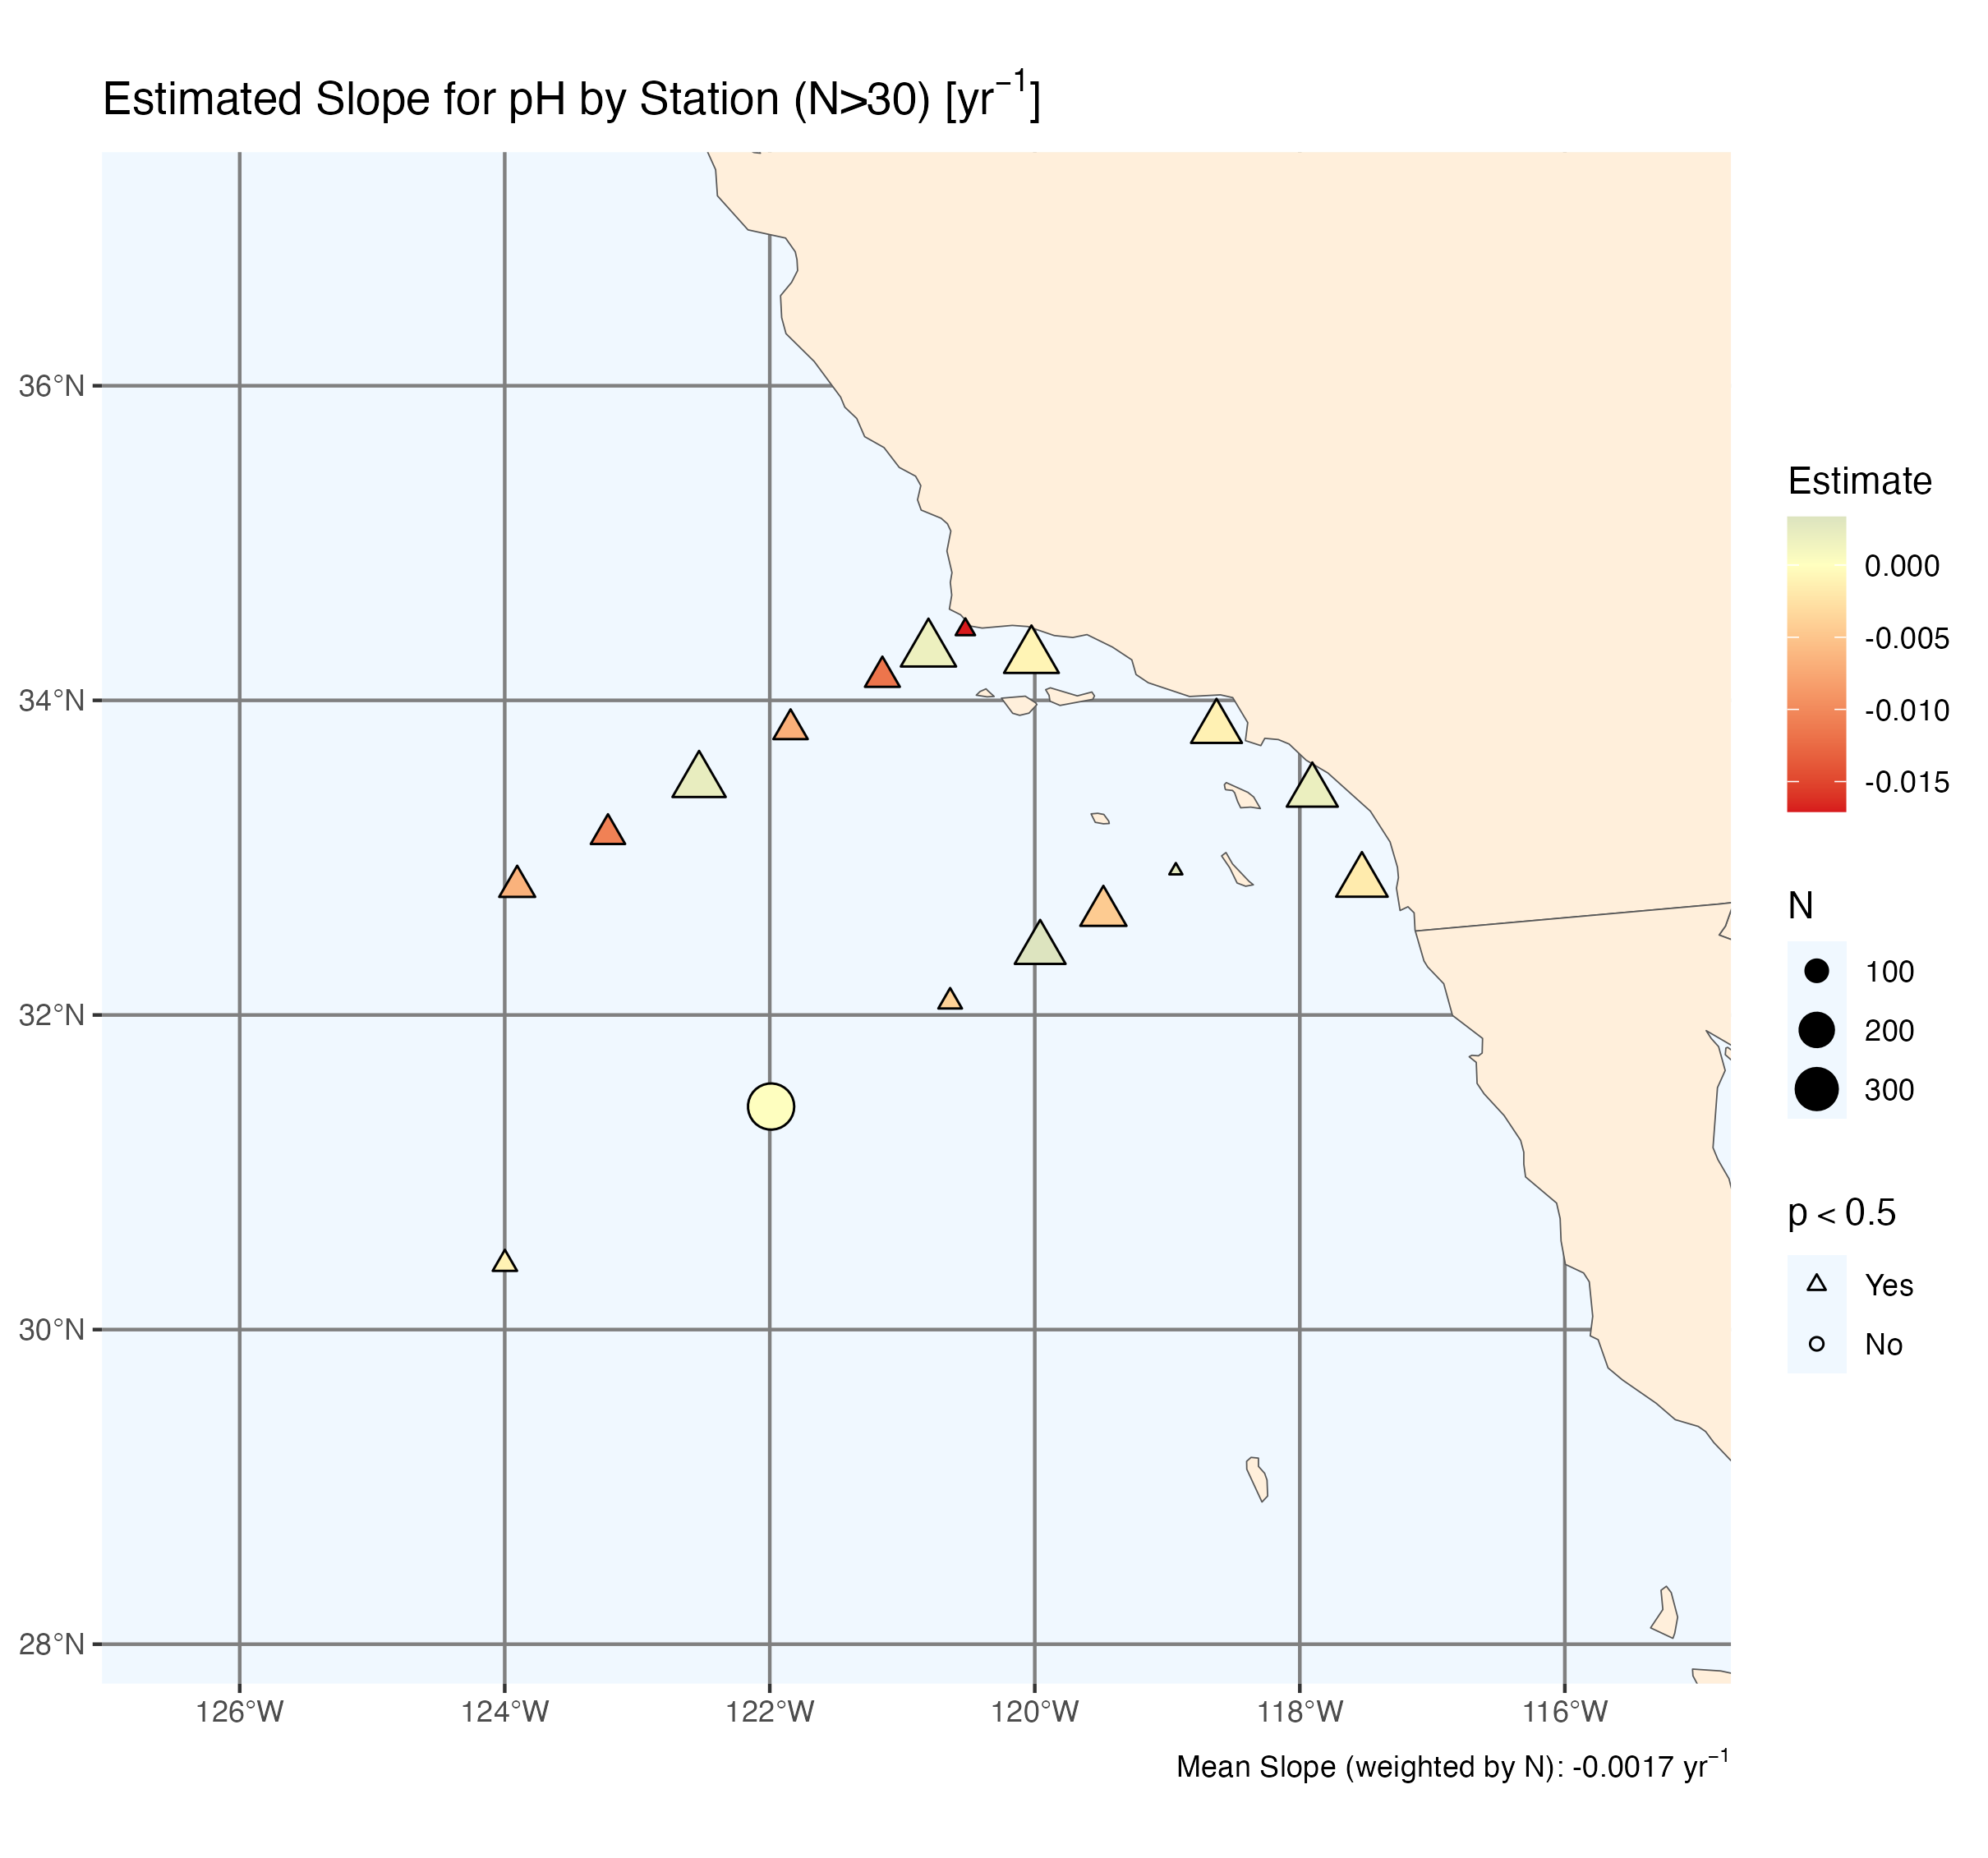 Estimated Slope for pH by Station (N>30) [yr⁻¹]
36°N
34°N
32°N
30°N
28°N
126°W 124°W 122°W 120°W 118°W 116°W
Estimate
0.000
-0.005
-0.010
-0.015
N
100
200
300
p < 0.5
Yes
No
Mean Slope (weighted by N): -0.0017 yr⁻¹